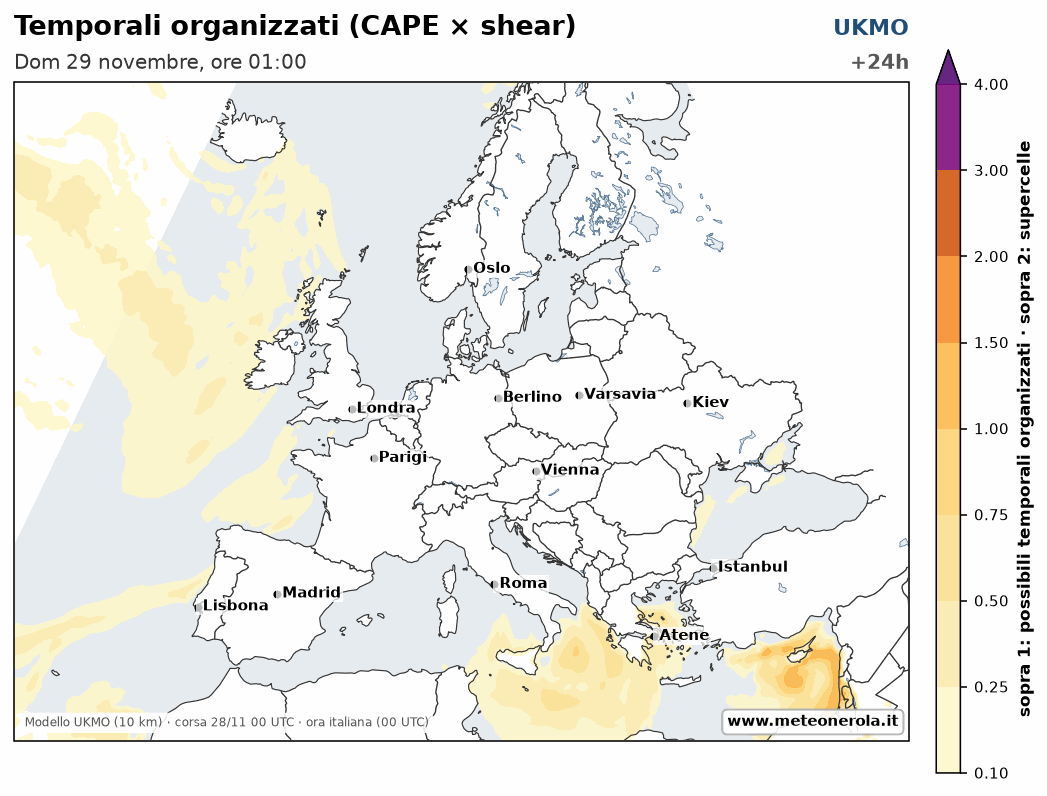 Temporali organizzati (CAPE × shear)
UKMO
Dom 29 novembre, ore 01:00
+24h
Oslo
Londra
Berlino
Varsavia
Kiev
Parigi
Vienna
Istanbul
Roma
Madrid
Lisbona
Atene
Modello UKMO (10 km) · corsa 28/11 00 UTC · ora italiana (00 UTC)
www.meteonerola.it
4.00
3.00
2.00
1.50
1.00
0.75
0.50
0.25
0.10
sopra 1: possibili temporali organizzati · sopra 2: supercelle